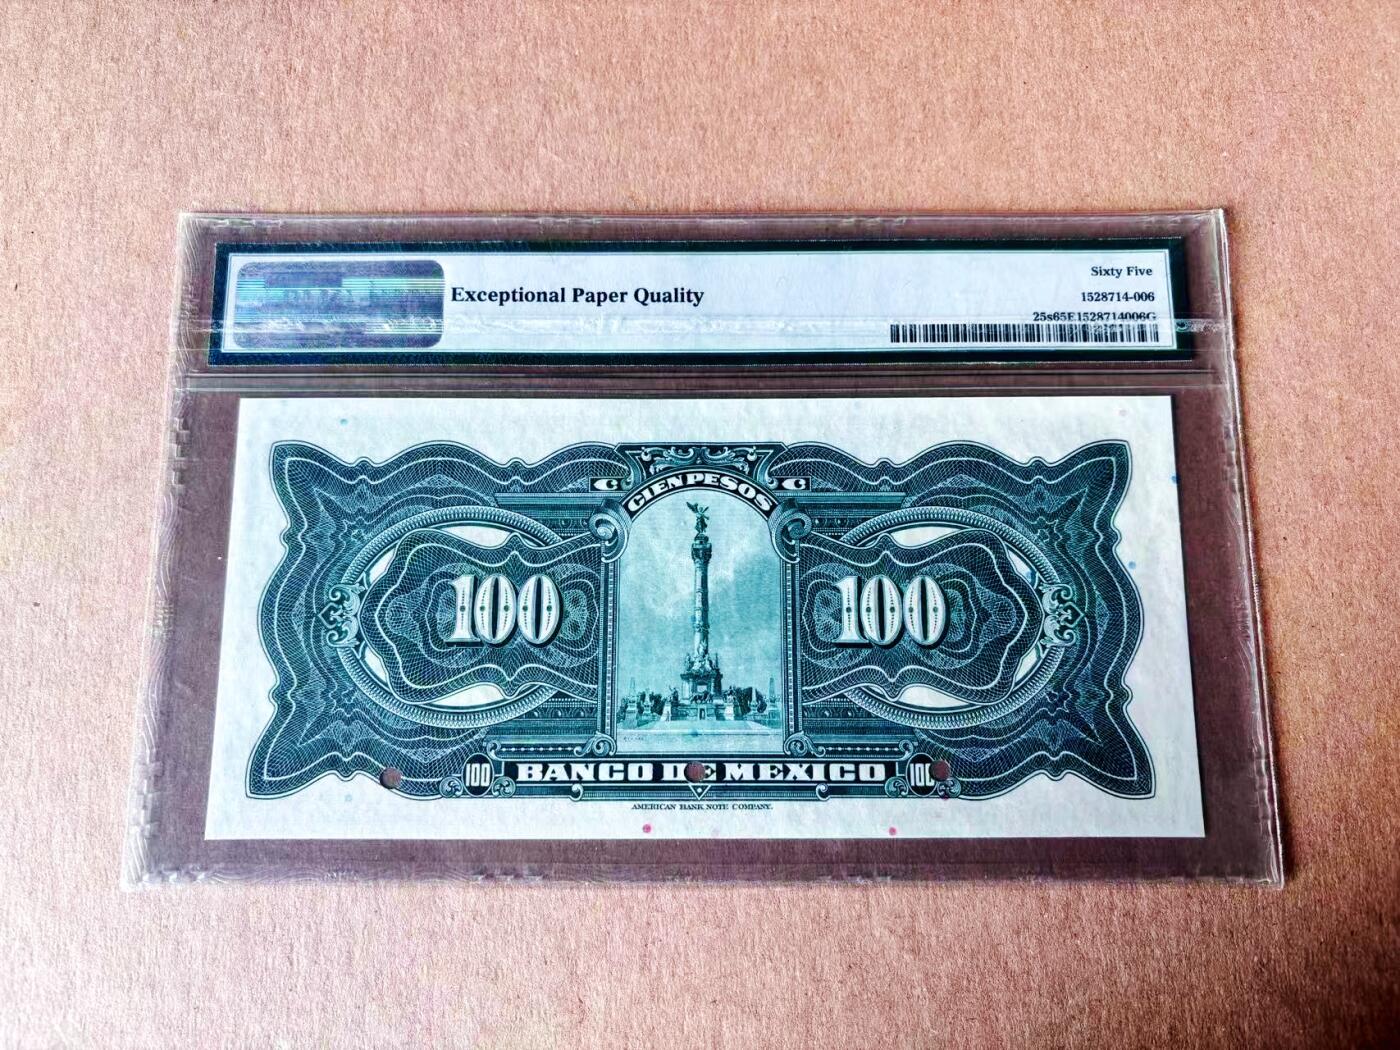 Exceptional Paper Quality
Sixty Five
1528714-006
25s65E1528714006G
C CIEN PESOS C
100 100
100 BANCO DE MEXICO 100
AMERICAN BANK NOTE COMPANY.